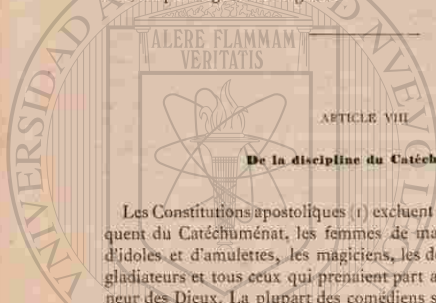 ALERE FLAMMAM
VERITATIS
ARTICLE VIII
De la discipline du Catéch
Les Constitutions apostoliques (1) excluent
quent du Catéchuménat, les femmes de ma
d'idoles et d'amulettes, les magiciens, les d
gladiateurs et tous ceux qui prenaient part a
neur des Dieux. La plupart des comédiens s